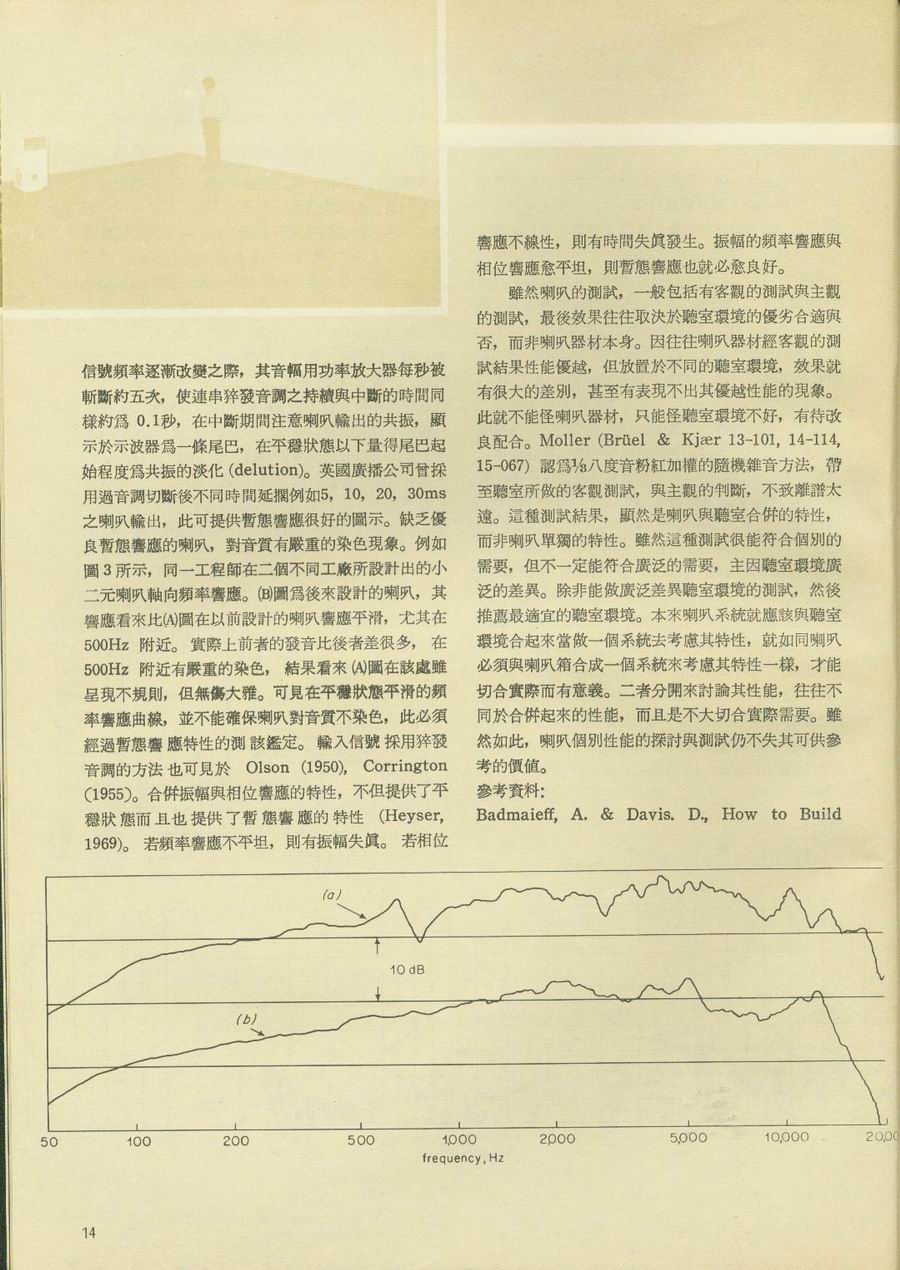 信號頻率逐漸改變之際，其音幅用功率放大器每秒被
斬斷約五次，使連串猝發音調之持續與中斷的時間同
樣約爲 0.1秒，在中斷期間注意喇叭輸出的共振，顯
示於示波器爲一條尾巴，在平穩狀態以下量得尾巴起
始程度爲共振的淡化 (delution)。英國廣播公司曾採
用過音調切斷後不同時間延擱例如5, 10, 20, 30ms
之喇叭輸出，此可提供暫態響應很好的圖示。缺乏優
良暫態響應的喇叭，對音質有嚴重的染色現象。例如
圖 3 所示，同一工程師在二個不同工廠所設計出的小
二元喇叭軸向頻率響應。(B)圖爲後來設計的喇叭，其
響應看來比(A)圖在以前設計的喇叭響應平滑，尤其在
500Hz 附近。實際上前者的發音比後者差很多，在
500Hz 附近有嚴重的染色，結果看來 (A)圖在該處雖
呈現不規則，但無傷大雅。可見在平穩狀態平滑的頻
率響應曲線，並不能確保喇叭對音質不染色，此必須
經過暫態響 應特性的測 該鑑定。輸入信號 採用猝發
音調的方法 也可見於 Olson (1950), Corrington
(1955)。合併振幅與相位響應的特性，不但提供了平
穩狀 態而 且也 提供 了暫 態響 應的 特性 (Heyser,
1969)。若頻率響應不平坦，則有振幅失眞。若相位
響應不線性，則有時間失眞發生。振幅的頻率響應與
相位響應愈平坦，則暫態響應也就必愈良好。
雖然喇叭的測試，一般包括有客觀的測試與主觀
的測試，最後效果往往取決於聽室環境的優劣合適與
否，而非喇叭器材本身。因往往喇叭器材經客觀的測
試結果性能優越，但放置於不同的聽室環境，效果就
有很大的差別，甚至有表現不出其優越性能的現象。
此就不能怪喇叭器材，只能怪聽室環境不好，有待改
良配合。Moller (Brüel & Kjær 13-101, 14-114,
15-067) 認爲⅛八度音粉紅加權的隨機雜音方法，帶
至聽室所做的客觀測試，與主觀的判斷，不致離譜太
遠。這種測試結果，顯然是喇叭與聽室合併的特性，
而非喇叭單獨的特性。雖然這種測試很能符合個別的
需要，但不一定能符合廣泛的需要，主因聽室環境廣
泛的差異。除非能做廣泛差異聽室環境的測試，然後
推薦最適宜的聽室環境。本來喇叭系統就應該與聽室
環境合起來當做一個系統去考慮其特性，就如同喇叭
必須與喇叭箱合成一個系統來考慮其特性一樣，才能
切合實際而有意義。二者分開來討論其性能，往往不
同於合併起來的性能，而且是不大切合實際需要。雖
然如此，喇叭個別性能的探討與測試仍不失其可供參
考的價値。
參考資料：
Badmaieff, A. & Davis. D., How to Build
(a)
10 dB
(b)
50 100 200 500 1,000 2,000 5,000 10,000 20,00
frequency, Hz
14